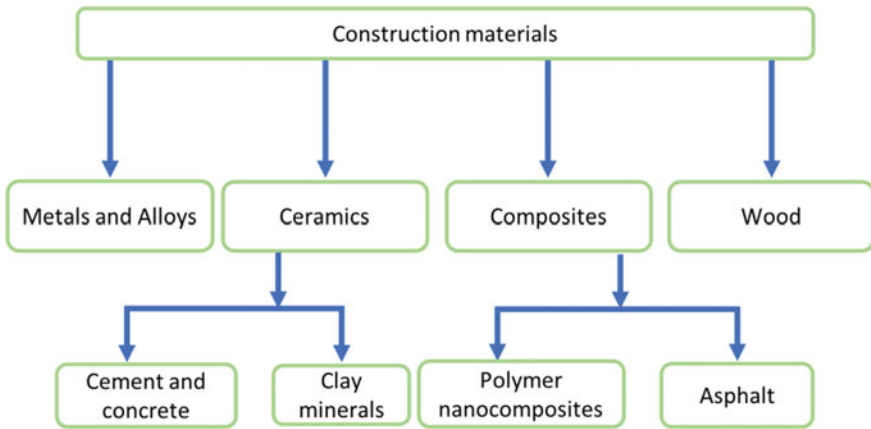 Construction materials
Metals and Alloys
Ceramics
Composites
Wood
Cement and
concrete
Clay
minerals
Polymer
nanocomposites
Asphalt